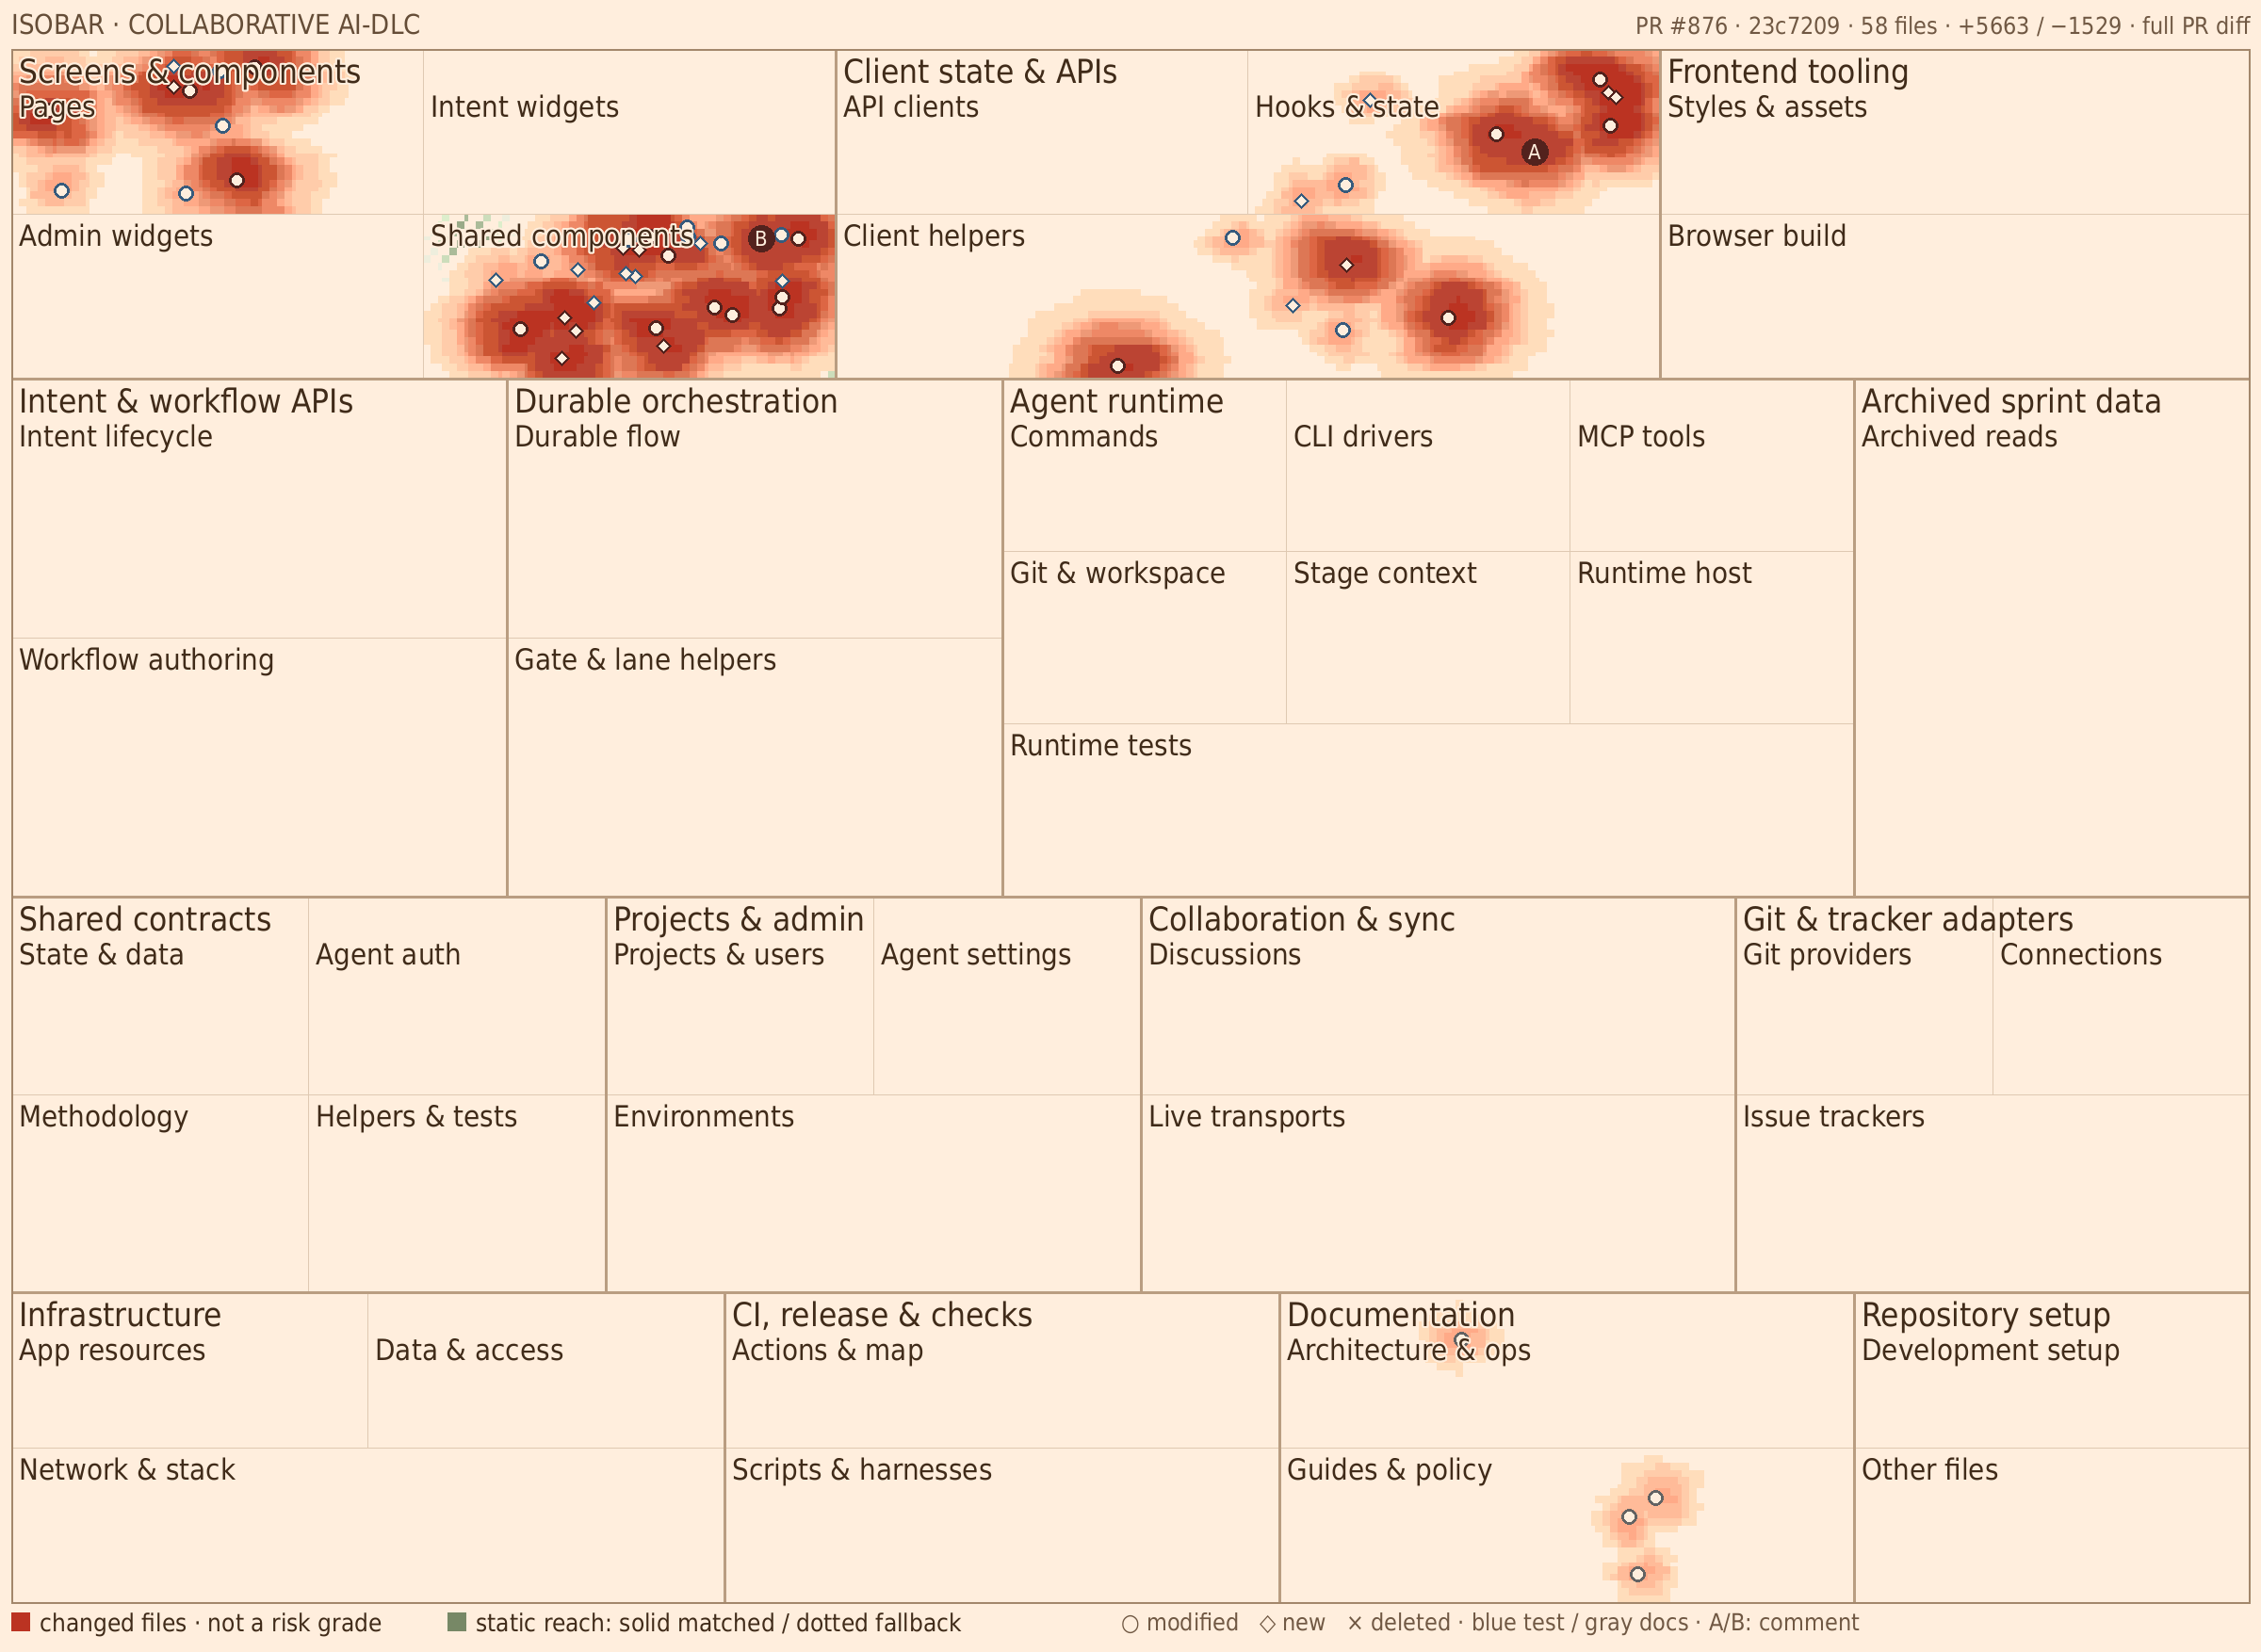 ISOBAR · COLLABORATIVE AI-DLC
PR #876 · 23c7209 · 58 files · +5663 / −1529 · full PR diff
Screens & components
Pages
Intent widgets
Client state & APIs
API clients
Hooks & state
Frontend tooling
Styles & assets
A
Admin widgets
Shared components
B
Client helpers
Browser build
Intent & workflow APIs
Intent lifecycle
Durable orchestration
Durable flow
Agent runtime
Commands
CLI drivers
MCP tools
Archived sprint data
Archived reads
Git & workspace
Stage context
Runtime host
Workflow authoring
Gate & lane helpers
Runtime tests
Shared contracts
State & data
Agent auth
Projects & admin
Projects & users
Agent settings
Collaboration & sync
Discussions
Git & tracker adapters
Git providers
Connections
Methodology
Helpers & tests
Environments
Live transports
Issue trackers
Infrastructure
App resources
Data & access
CI, release & checks
Actions & map
Documentation
Architecture & ops
Repository setup
Development setup
Network & stack
Scripts & harnesses
Guides & policy
Other files
changed files · not a risk grade
static reach: solid matched / dotted fallback
○ modified ◇ new × deleted · blue test / gray docs · A/B: comment